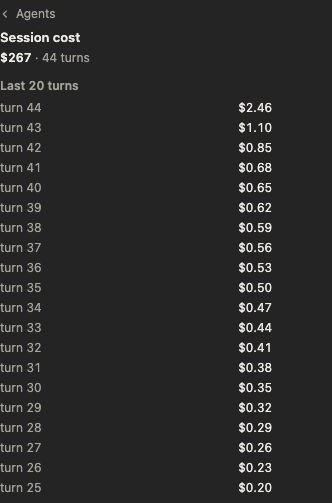 Agents
Session cost
$267 · 44 turns
Last 20 turns
turn 44 $2.46
turn 43 $1.10
turn 42 $0.85
turn 41 $0.68
turn 40 $0.65
turn 39 $0.62
turn 38 $0.59
turn 37 $0.56
turn 36 $0.53
turn 35 $0.50
turn 34 $0.47
turn 33 $0.44
turn 32 $0.41
turn 31 $0.38
turn 30 $0.35
turn 29 $0.32
turn 28 $0.29
turn 27 $0.26
turn 26 $0.23
turn 25 $0.20